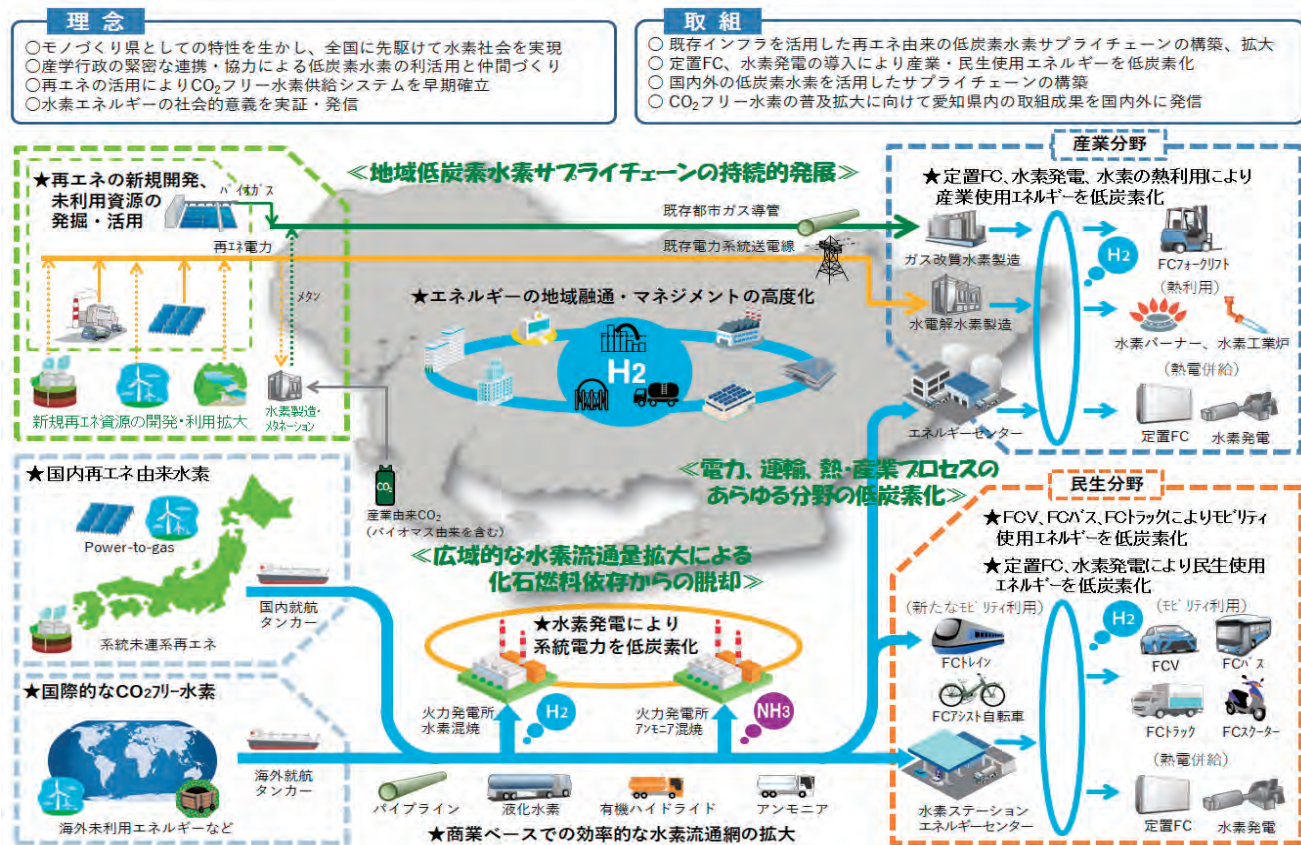 理念
○モノづくり県としての特性を生かし、全国に先駆けて水素社会を実現
○産学行政の緊密な連携・協力による低炭素水素の利活用と仲間づくり
○再エネの活用によりCO₂フリー水素供給システムを早期確立
○水素エネルギーの社会的意義を実証・発信
取組
○ 既存インフラを活用した再エネ由来の低炭素水素サプライチェーンの構築、拡大
○ 定置FC、水素発電の導入により産業・民生使用エネルギーを低炭素化
○ 国内外の低炭素水素を活用したサプライチェーンの構築
○ CO₂フリー水素の普及拡大に向けて愛知県内の取組成果を国内外に発信
≪地域低炭素水素サプライチェーンの持続的発展≫
★再エネの新規開発、
未利用資源の
発掘・活用
バイオガス
再エネ電力
メタン
新規再エネ資源の開発・利用拡大
水素製造・
メタネーション
既存都市ガス導管
既存電力系統送電線
★エネルギーの地域融通・マネジメントの高度化
H2
CO₂
産業由来CO₂
(バイオマス由来を含む)
≪電力、運輸、熱・産業プロセスの
あらゆる分野の低炭素化≫
≪広域的な水素流通量拡大による
化石燃料依存からの脱却≫
産業分野
★定置FC、水素発電、水素の熱利用により
産業使用エネルギーを低炭素化
ガス改質水素製造
水電解水素製造
エネルギーセンター
H2
FCフォークリフト
(熱利用)
水素バーナー、水素工業炉
(熱電併給)
定置FC
水素発電
★国内再エネ由来水素
Power-to-gas
系統未連系再エネ
国内就航
タンカー
★国際的なCO₂フリー水素
海外未利用エネルギーなど
海外就航
タンカー
★水素発電により
系統電力を低炭素化
火力発電所
水素混焼
H2
火力発電所
アンモニア混焼
NH3
パイプライン
液化水素
有機ハイドライド
アンモニア
★商業ベースでの効率的な水素流通網の拡大
民生分野
★FCV、FCバス、FCトラックによりモビリティ
使用エネルギーを低炭素化
★定置FC、水素発電により民生使用
エネルギーを低炭素化
(新たなモビリティ利用)
FCトレイン
FCアシスト自転車
水素ステーション
エネルギーセンター
H2
(モビリティ利用)
FCV
FCバス
FCトラック
FCスクーター
(熱電併給)
定置FC
水素発電